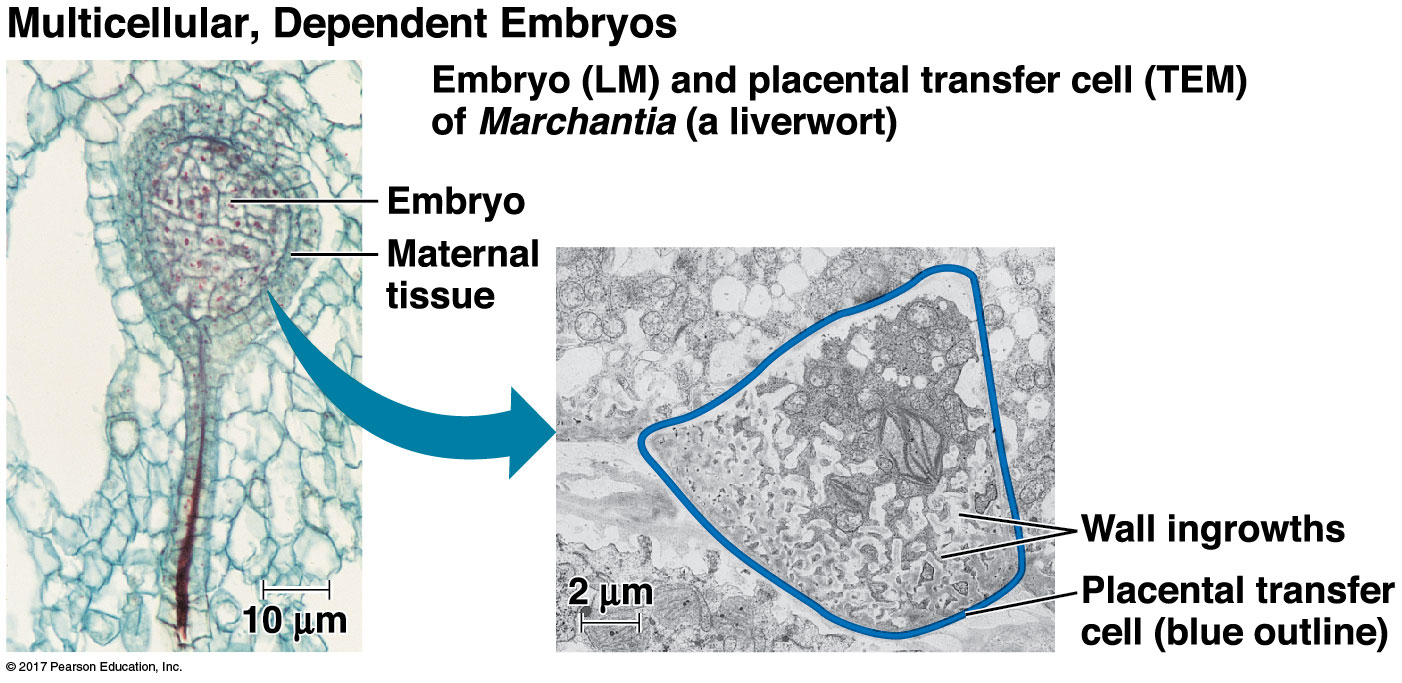 Multicellular, Dependent Embryos
Embryo (LM) and placental transfer cell (TEM)
of Marchantia (a liverwort)
Embryo
Maternal
tissue
10 μm
2 μm
Wall ingrowths
Placental transfer
cell (blue outline)
© 2017 Pearson Education, Inc.